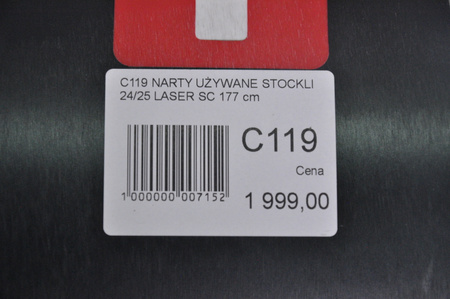 C119 NARTY UŻYWANE STOCKLI
24/25 LASER SC 177 cm
C119
Cena
1 999,00
1 000000 007152